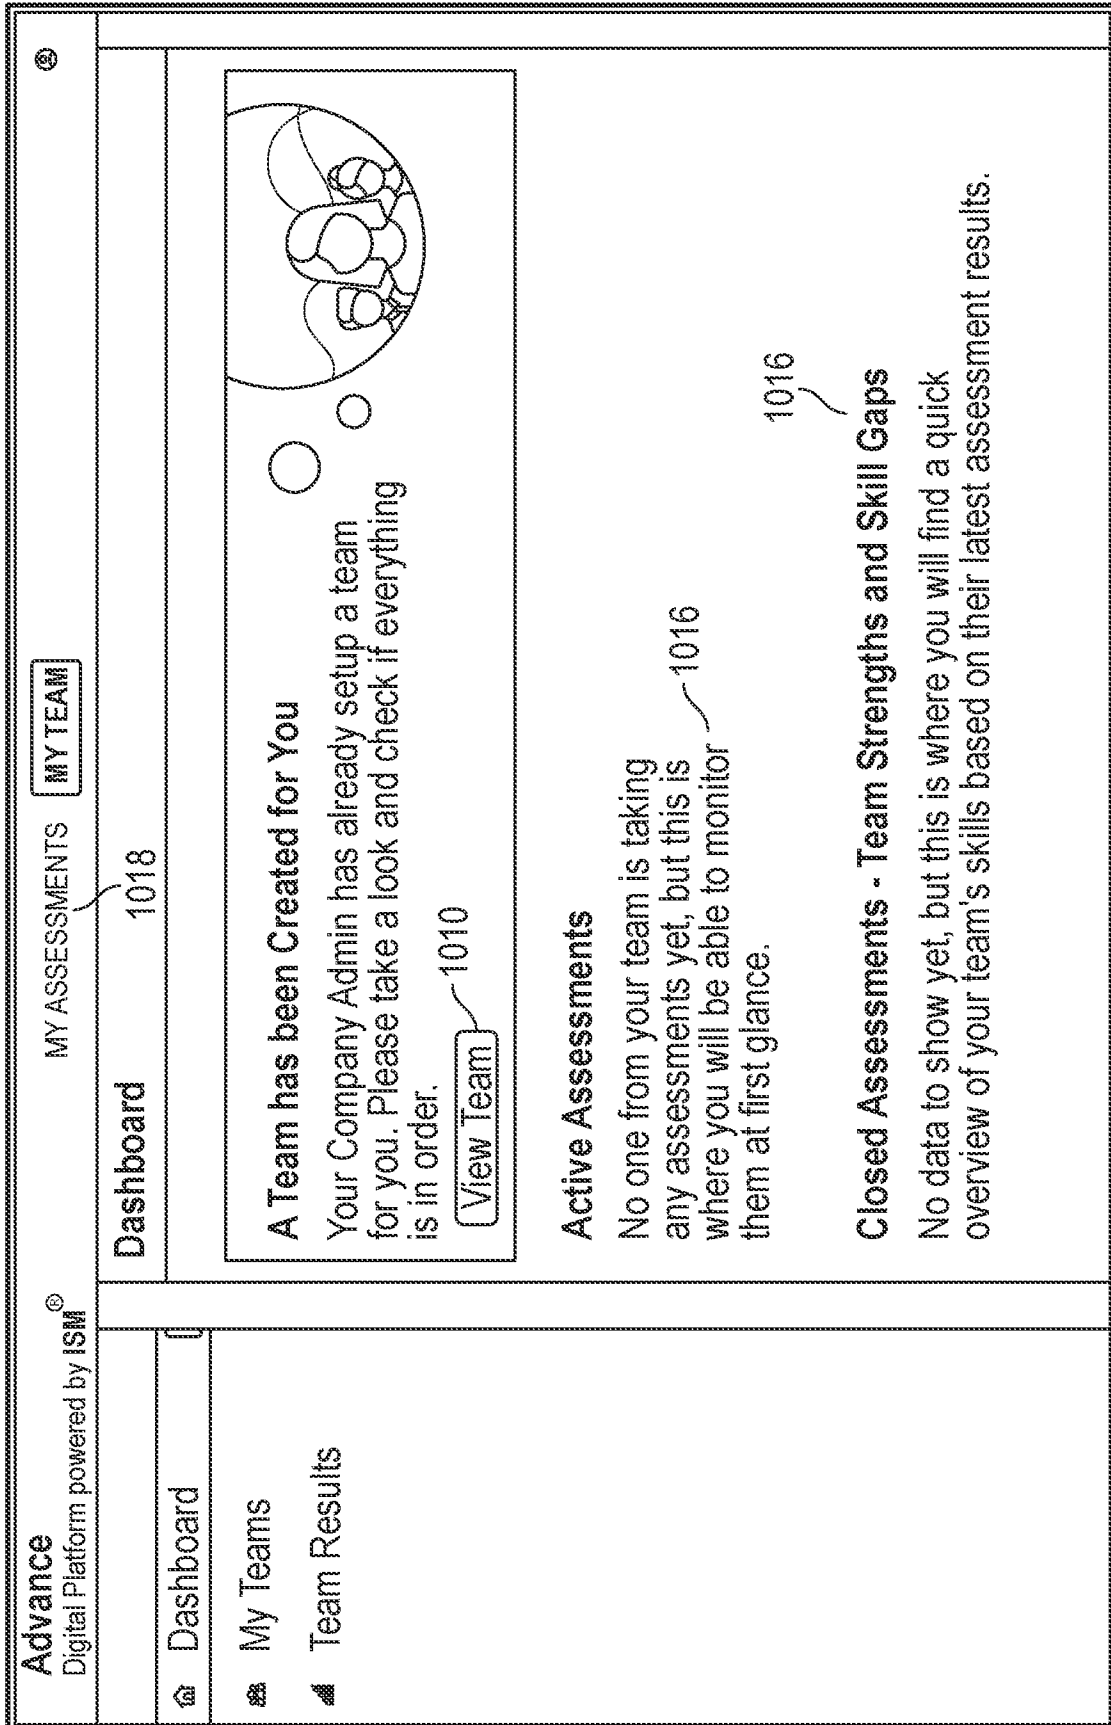 Advance
Digital Platform powered by ISM®
MY ASSESSMENTS
MY TEAM
1018
Dashboard
My Teams
Team Results
Dashboard
A Team has been Created for You
Your Company Admin has already setup a team
for you. Please take a look and check if everything
is in order.
View Team
1010
Active Assessments
No one from your team is taking
any assessments yet, but this is
where you will be able to monitor
them at first glance.
1016
1016
Closed Assessments - Team Strengths and Skill Gaps
No data to show yet, but this is where you will find a quick
overview of your team's skills based on their latest assessment results.